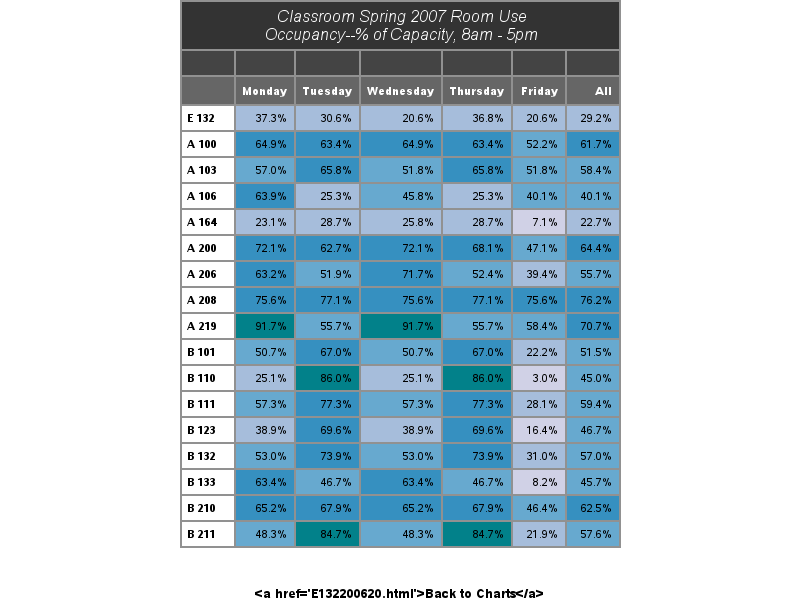 Classroom Spring 2007 Room Use
Occupancy--% of Capacity, 8am - 5pm
Monday Tuesday Wednesday Thursday Friday All
E 132 37.3% 30.6% 20.6% 36.8% 20.6% 29.2%
A 100 64.9% 63.4% 64.9% 63.4% 52.2% 61.7%
A 103 57.0% 65.8% 51.8% 65.8% 51.8% 58.4%
A 106 63.9% 25.3% 45.8% 25.3% 40.1% 40.1%
A 164 23.1% 28.7% 25.8% 28.7% 7.1% 22.7%
A 200 72.1% 62.7% 72.1% 68.1% 47.1% 64.4%
A 206 63.2% 51.9% 71.7% 52.4% 39.4% 55.7%
A 208 75.6% 77.1% 75.6% 77.1% 75.6% 76.2%
A 219 91.7% 55.7% 91.7% 55.7% 58.4% 70.7%
B 101 50.7% 67.0% 50.7% 67.0% 22.2% 51.5%
B 110 25.1% 86.0% 25.1% 86.0% 3.0% 45.0%
B 111 57.3% 77.3% 57.3% 77.3% 28.1% 59.4%
B 123 38.9% 69.6% 38.9% 69.6% 16.4% 46.7%
B 132 53.0% 73.9% 53.0% 73.9% 31.0% 57.0%
B 133 63.4% 46.7% 63.4% 46.7% 8.2% 45.7%
B 210 65.2% 67.9% 65.2% 67.9% 46.4% 62.5%
B 211 48.3% 84.7% 48.3% 84.7% 21.9% 57.6%
<a href='E132200620.html'>Back to Charts</a>